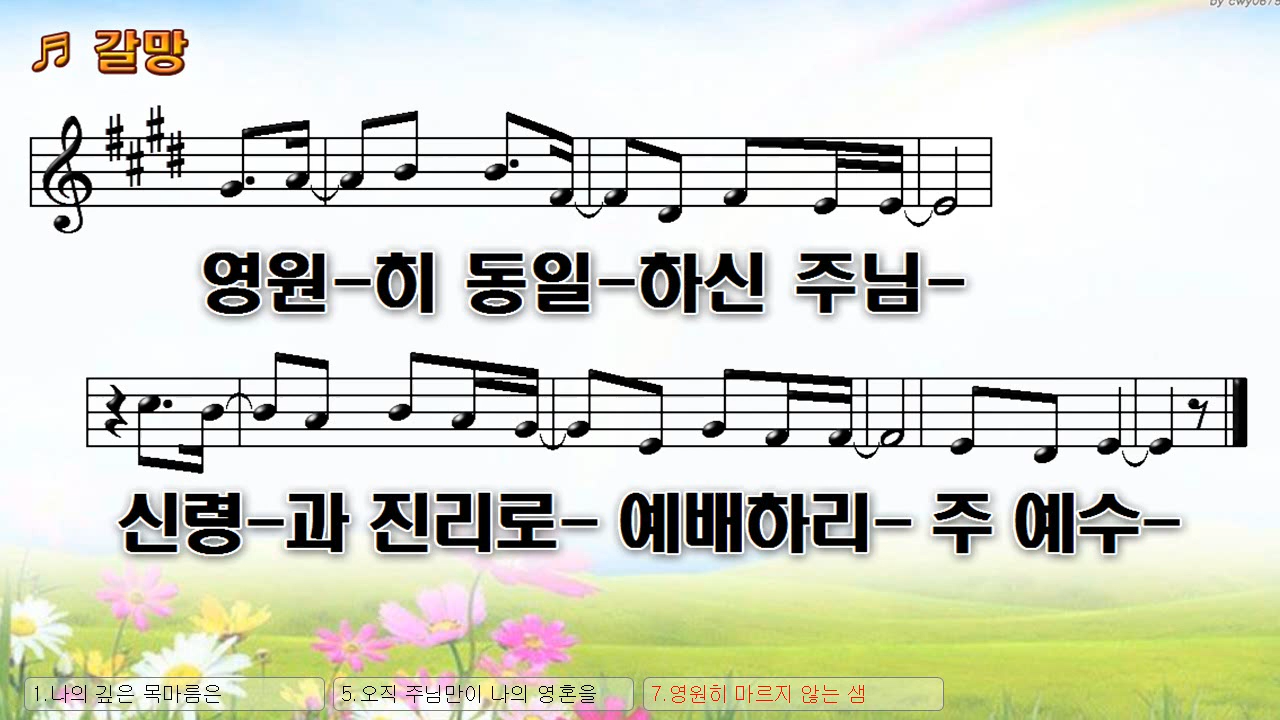 by cwy0675
♬ 갈망
영원-히 동일-하신 주님-
신령-과 진리로- 예배하리- 주 예수-
1.나의 깊은 목마름은
5.오직 주님만이 나의 영혼을
7.영원히 마르지 않는 샘